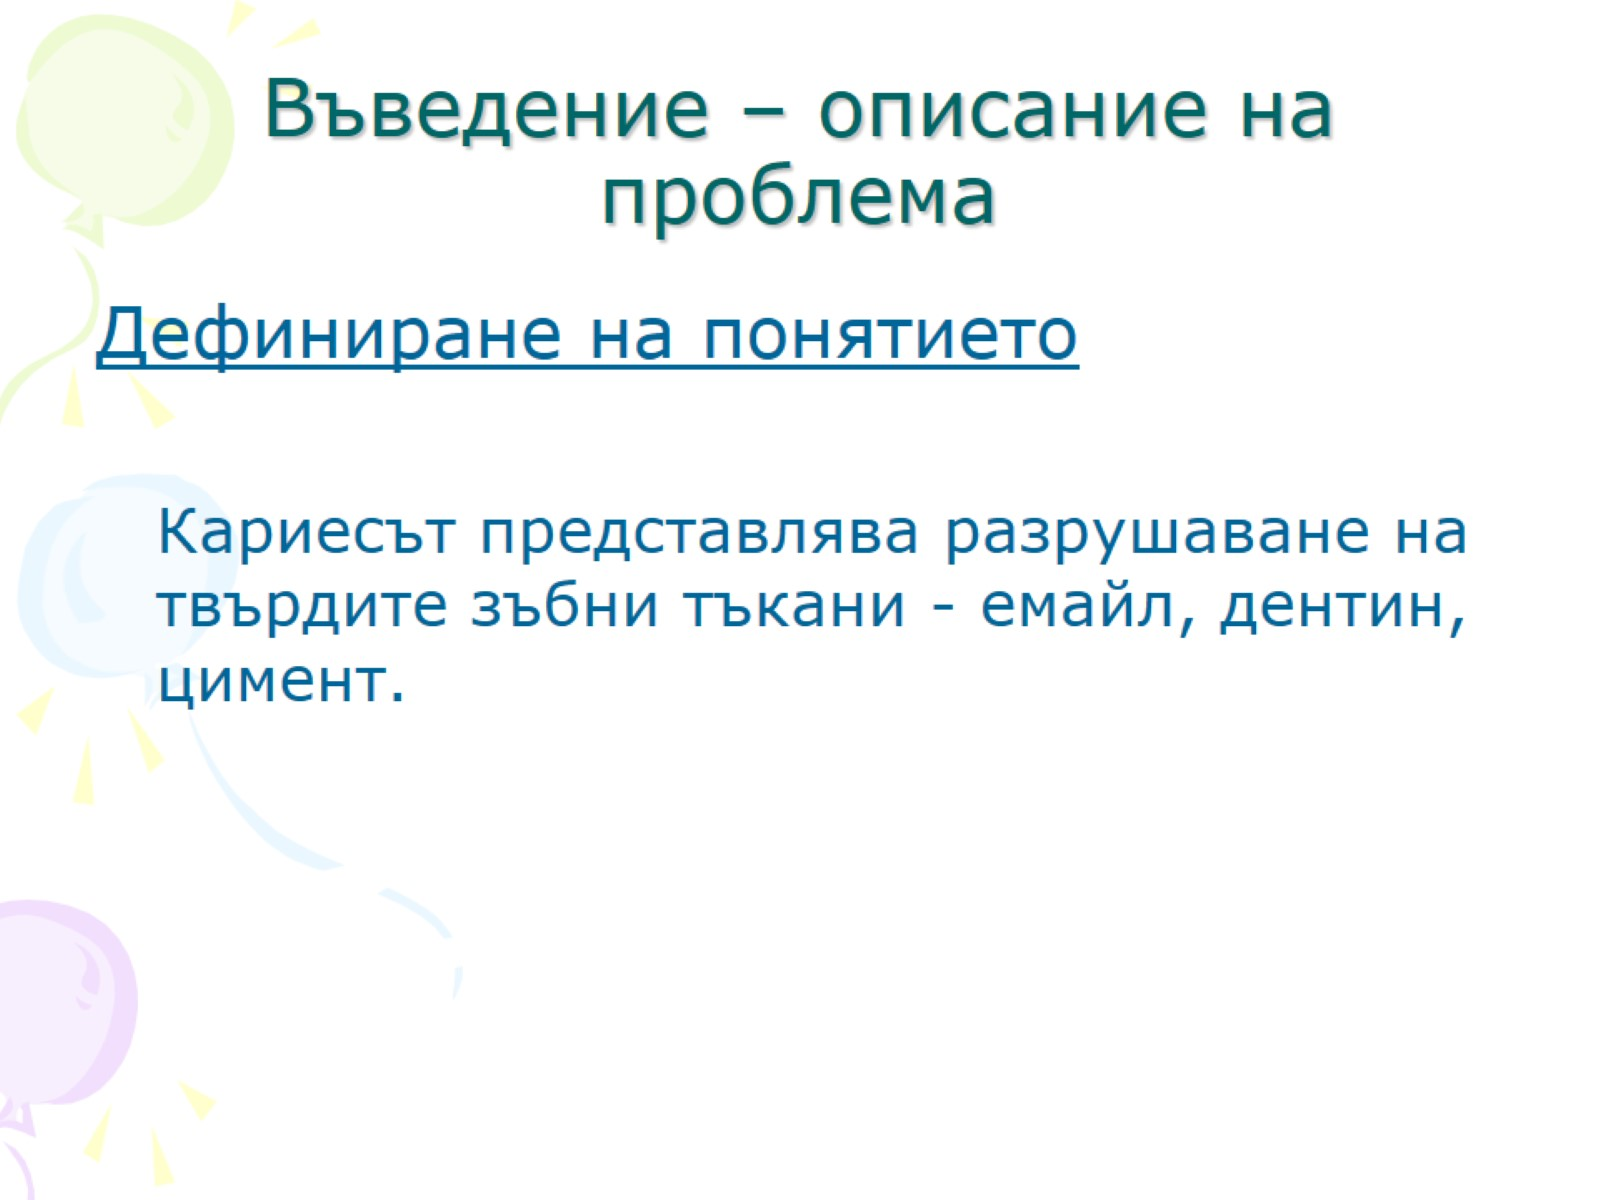 Въведение – описание на
проблема
Дефиниране на понятието
Кариесът представлява разрушаване на
твърдите зъбни тъкани - емайл, дентин,
цимент.